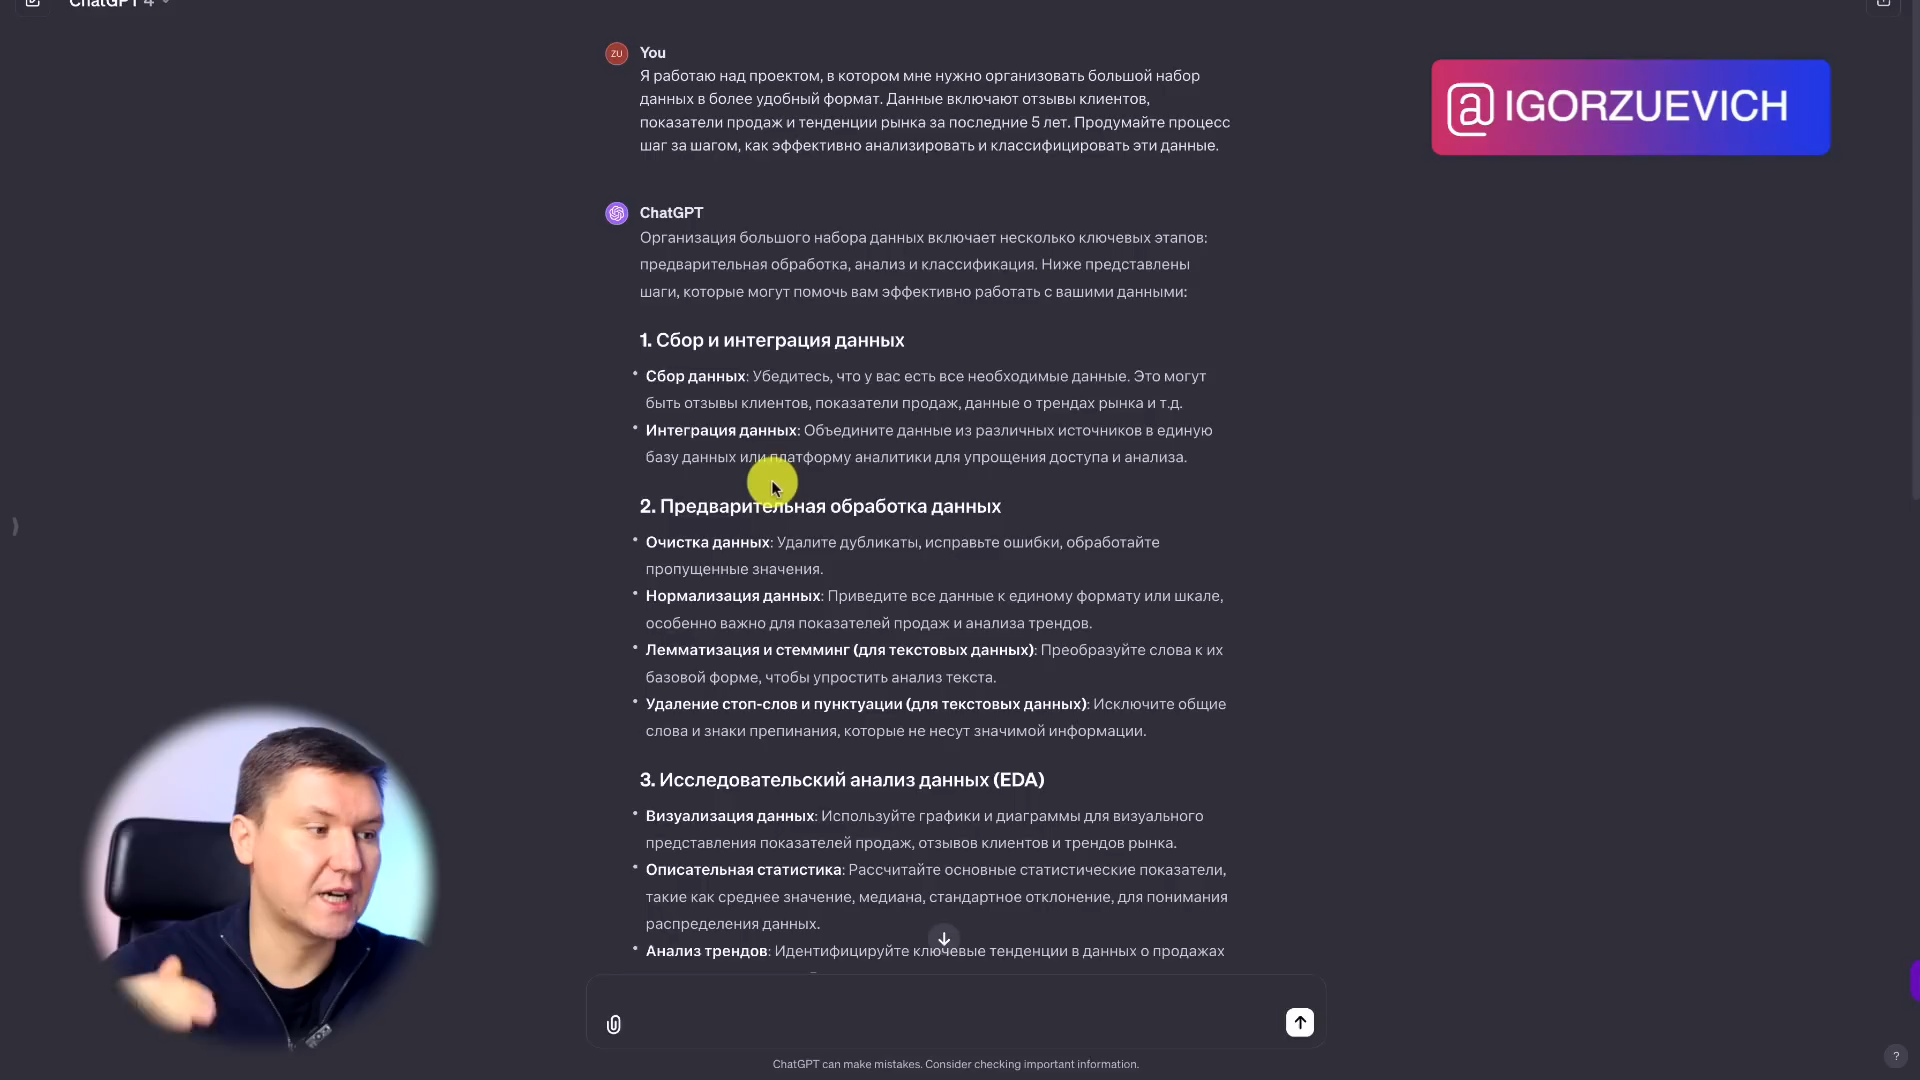 ChatGPT 4
ZU
You
Я работаю над проектом, в котором мне нужно организовать большой набор
данных в более удобный формат. Данные включают отзывы клиентов,
показатели продаж и тенденции рынка за последние 5 лет. Продумайте процесс
шаг за шагом, как эффективно анализировать и классифицировать эти данные.
@IGORZUEVICH
ChatGPT
Организация большого набора данных включает несколько ключевых этапов:
предварительная обработка, анализ и классификация. Ниже представлены
шаги, которые могут помочь вам эффективно работать с вашими данными:
1. Сбор и интеграция данных
• Сбор данных: Убедитесь, что у вас есть все необходимые данные. Это могут
быть отзывы клиентов, показатели продаж, данные о трендах рынка и т.д.
• Интеграция данных: Объедините данные из различных источников в единую
базу данных или платформу аналитики для упрощения доступа и анализа.
2. Предварительная обработка данных
• Очистка данных: Удалите дубликаты, исправьте ошибки, обработайте
пропущенные значения.
• Нормализация данных: Приведите все данные к единому формату или шкале,
особенно важно для показателей продаж и анализа трендов.
• Лемматизация и стемминг (для текстовых данных): Преобразуйте слова к их
базовой форме, чтобы упростить анализ текста.
• Удаление стоп-слов и пунктуации (для текстовых данных): Исключите общие
слова и знаки препинания, которые не несут значимой информации.
3. Исследовательский анализ данных (EDA)
• Визуализация данных: Используйте графики и диаграммы для визуального
представления показателей продаж, отзывов клиентов и трендов рынка.
• Описательная статистика: Рассчитайте основные статистические показатели,
такие как среднее значение, медиана, стандартное отклонение, для понимания
распределения данных.
• Анализ трендов: Идентифицируйте ключевые тенденции в данных о продажах
ChatGPT can make mistakes. Consider checking important information.
?